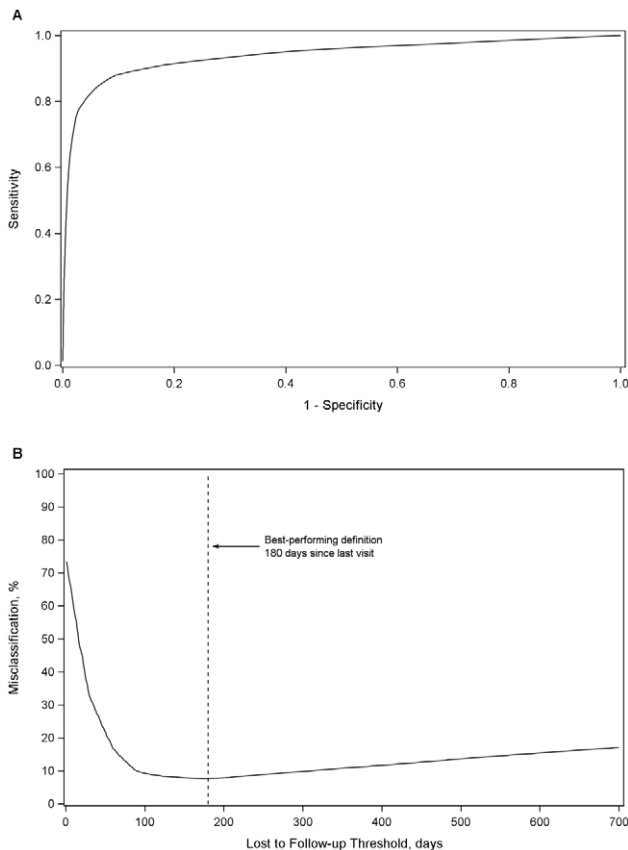 A
1.0
0.8
0.6
0.4
0.2
0.0
Sensitivity
0.0 0.2 0.4 0.6 0.8 1.0
1 - Specificity
B
100
90
80
70
60
50
40
30
20
10
0
Misclassification, %
Best-performing definition
180 days since last visit
0 100 200 300 400 500 600 700
Lost to Follow-up Threshold, days